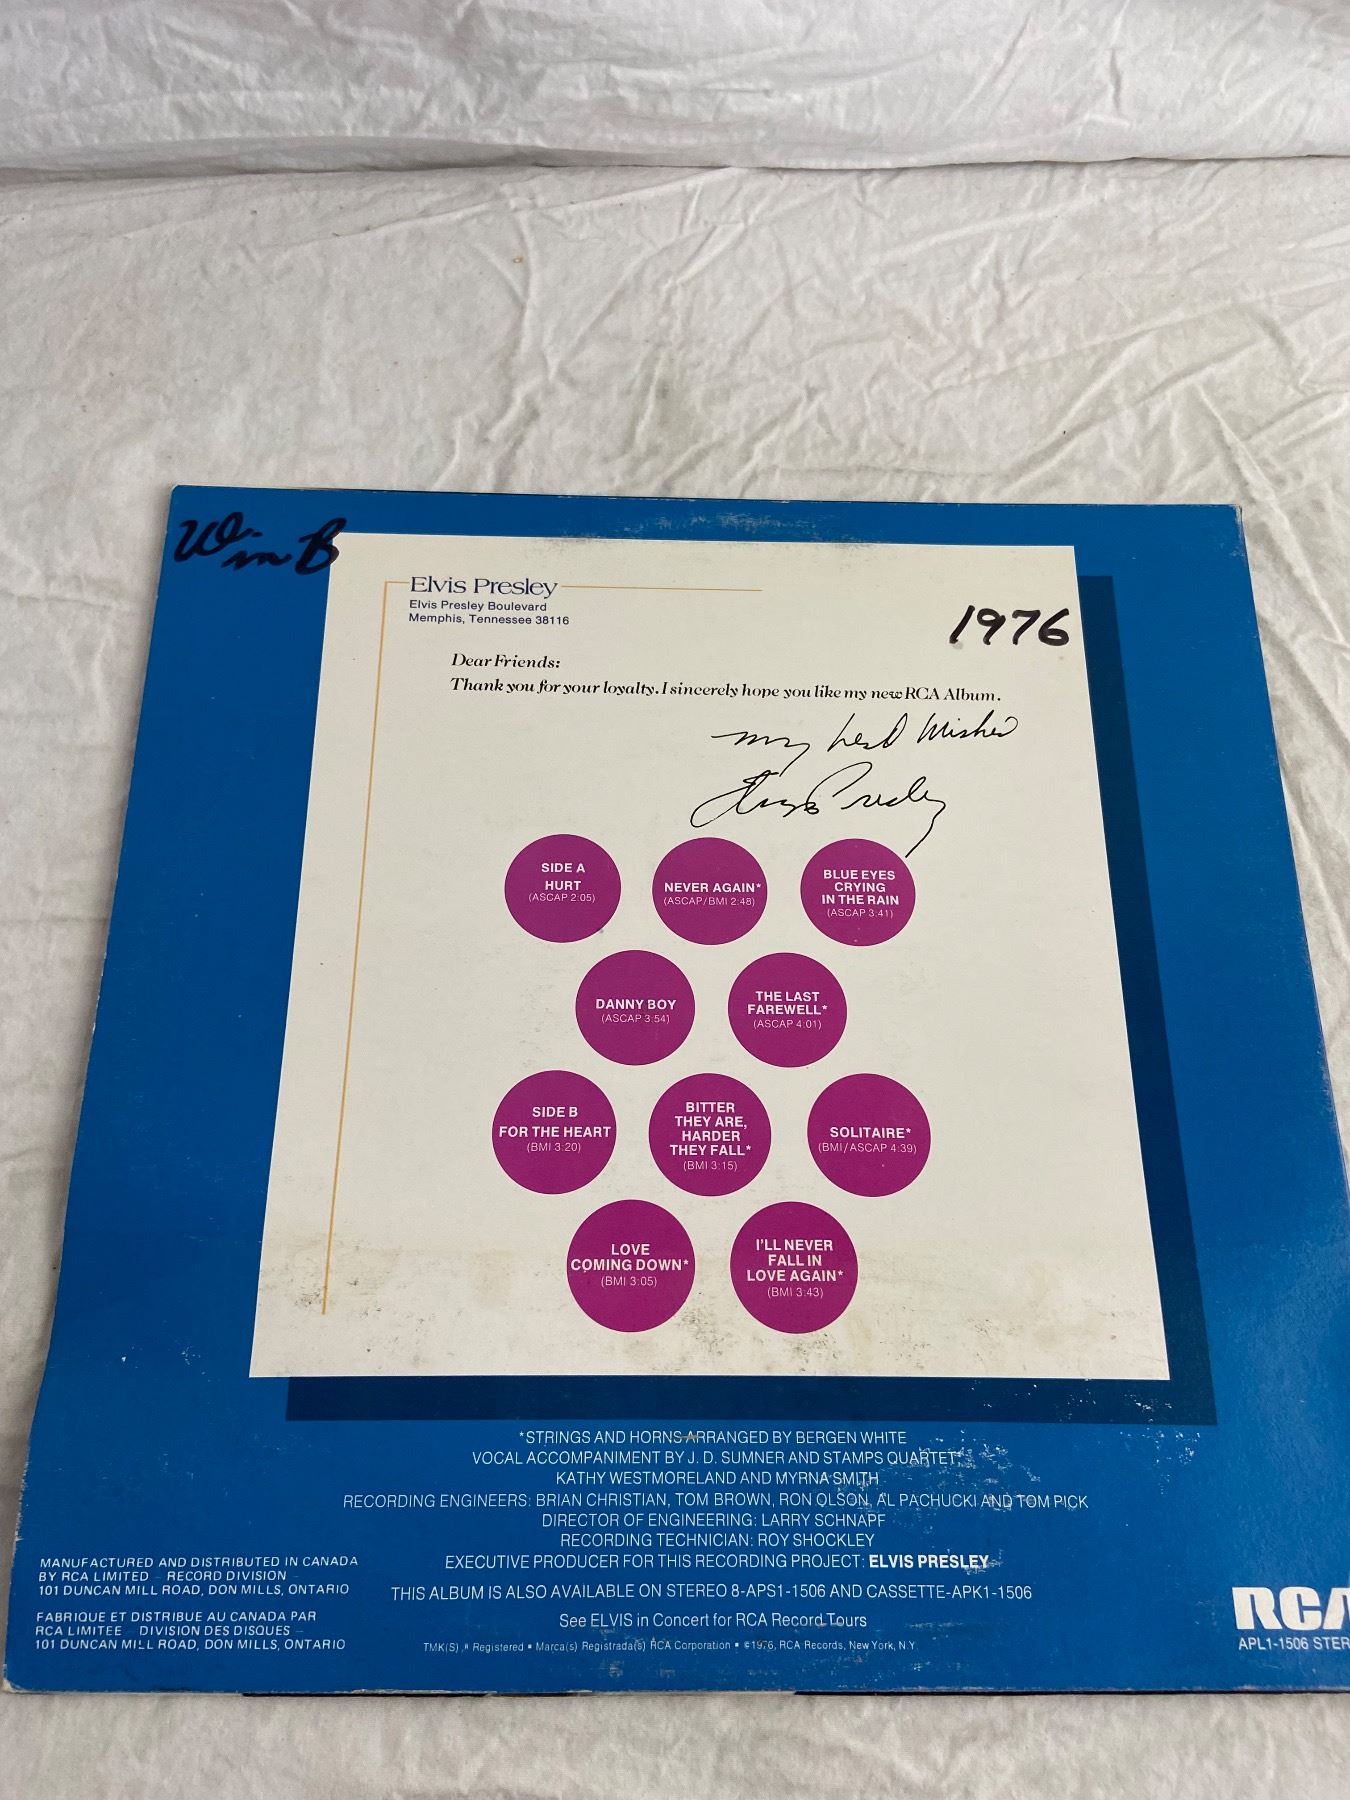 W.
m B
Elvis Presley
Elvis Presley Boulevard
Memphis, Tennessee 38116
1976
Dear Friends:
Thank you for your loyalty. I sincerely hope you like my new RCA Album.
my best wishes
Elvis Presley
SIDE A
HURT
(ASCAP 2:05)
NEVER AGAIN*
(ASCAP/BMI 2:48)
BLUE EYES
CRYING
IN THE RAIN
(ASCAP 3:41)
DANNY BOY
(ASCAP 3:54)
THE LAST
FAREWELL*
(ASCAP 4:01)
SIDE B
FOR THE HEART
(BMI 3:20)
BITTER
THEY ARE,
HARDER
THEY FALL*
(BMI 3:15)
SOLITAIRE*
(BMI/ASCAP 4:39)
LOVE
COMING DOWN*
(BMI 3:05)
I'LL NEVER
FALL IN
LOVE AGAIN*
(BMI 3:43)
*STRINGS AND HORNS ARRANGED BY BERGEN WHITE
VOCAL ACCOMPANIMENT BY J. D. SUMNER AND STAMPS QUARTET
KATHY WESTMORELAND AND MYRNA SMITH
RECORDING ENGINEERS: BRIAN CHRISTIAN, TOM BROWN, RON OLSON, AL PACHUCKI AND TOM PICK
DIRECTOR OF ENGINEERING: LARRY SCHNAPF
RECORDING TECHNICIAN: ROY SHOCKLEY
EXECUTIVE PRODUCER FOR THIS RECORDING PROJECT: ELVIS PRESLEY
THIS ALBUM IS ALSO AVAILABLE ON STEREO 8-APS1-1506 AND CASSETTE-APK1-1506
See ELVIS in Concert for RCA Record Tours
TMK(S) ® Registered • Marca(s) Registrada(s) RCA Corporation • ©1976, RCA Records, New York, N.Y.
MANUFACTURED AND DISTRIBUTED IN CANADA
BY RCA LIMITED – RECORD DIVISION –
101 DUNCAN MILL ROAD, DON MILLS, ONTARIO
FABRIQUE ET DISTRIBUE AU CANADA PAR
RCA LIMITEE – DIVISION DES DISQUES –
101 DUNCAN MILL ROAD, DON MILLS, ONTARIO
RCA
APL1-1506 STER